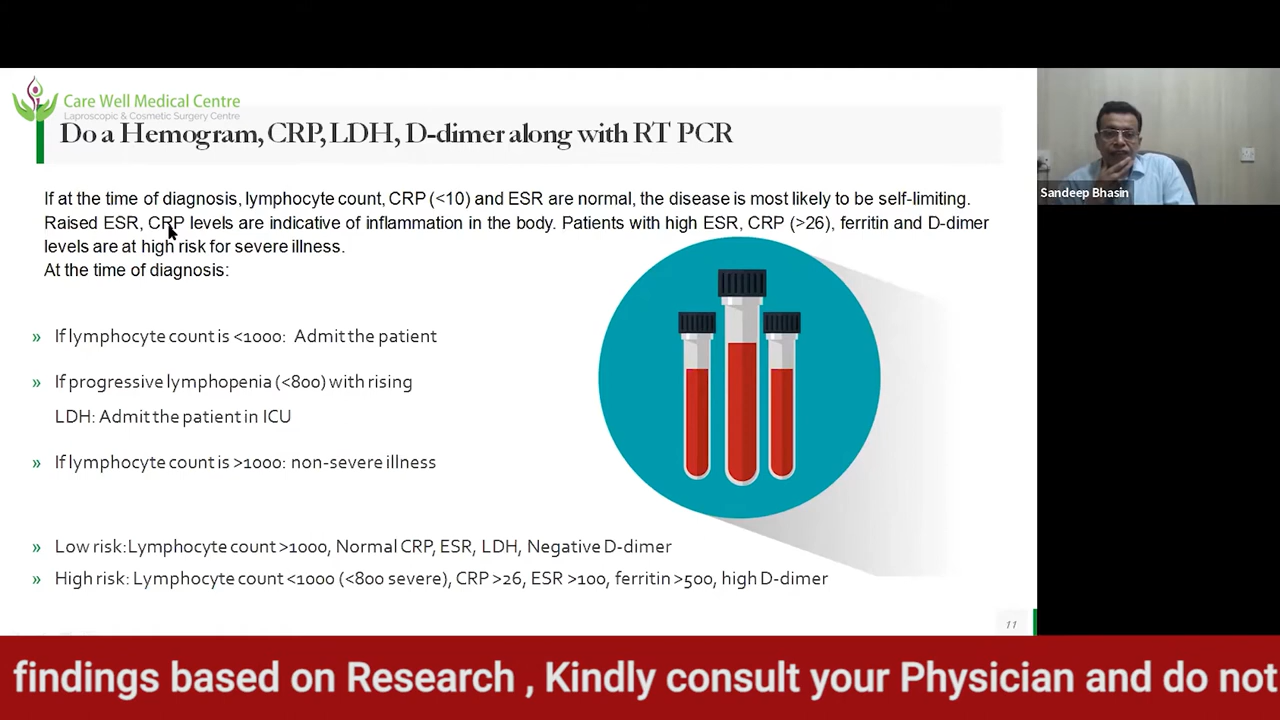 Care Well Medical Centre
Laproscopic & Cosmetic Surgery Centre
Do a Hemogram, CRP, LDH, D-dimer along with RT PCR
If at the time of diagnosis, lymphocyte count, CRP (<10) and ESR are normal, the disease is most likely to be self-limiting.
Raised ESR, CRP levels are indicative of inflammation in the body. Patients with high ESR, CRP (>26), ferritin and D-dimer
levels are at high risk for severe illness.
At the time of diagnosis:
» If lymphocyte count is <1000: Admit the patient
» If progressive lymphopenia (<800) with rising
LDH: Admit the patient in ICU
» If lymphocyte count is >1000: non-severe illness
» Low risk:Lymphocyte count >1000, Normal CRP, ESR, LDH, Negative D-dimer
» High risk: Lymphocyte count <1000 (<800 severe), CRP >26, ESR >100, ferritin >500, high D-dimer
11
Sandeep Bhasin
findings based on Research , Kindly consult your Physician and do not